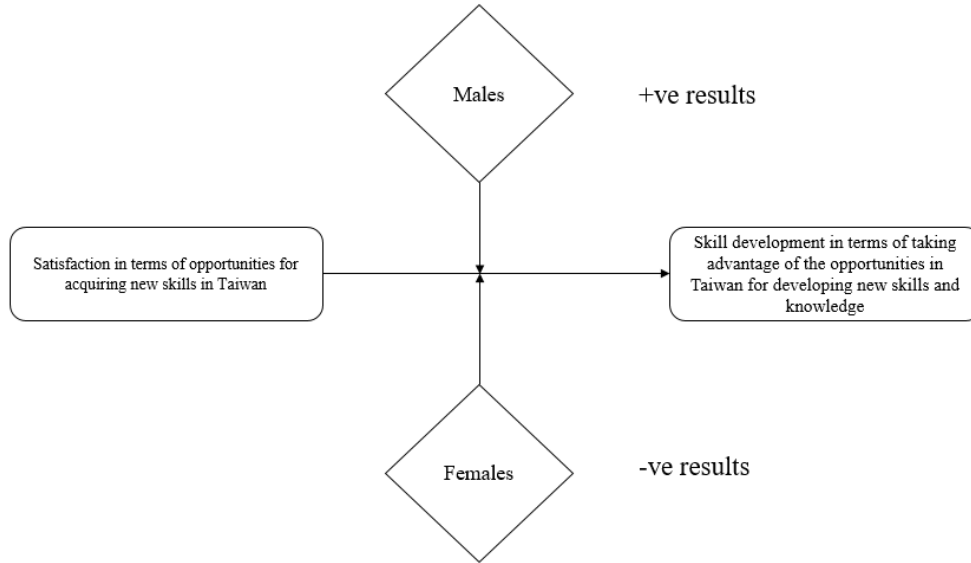 Males
+ve results
Satisfaction in terms of opportunities for
acquiring new skills in Taiwan
Skill development in terms of taking
advantage of the opportunities in
Taiwan for developing new skills and
knowledge
Females
-ve results